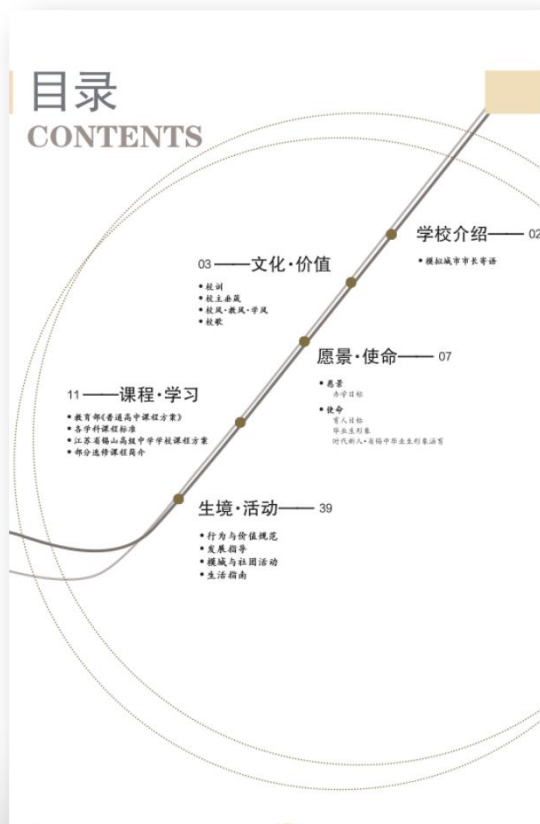 目录
CONTENTS
学校介绍 02
•模拟城市市长寄语
03 文化·价值
•校训
•校主垂箴
•校风·教风·学风
•校歌
愿景·使命 07
•愿景
办学目标
•使命
育人目标
毕业生形象
时代新人·省锡中毕业生形象涵育
11 课程·学习
•教育部《普通高中课程方案》
•各学科课程标准
•江苏省锡山高级中学学校课程方案
•部分选修课程简介
生境·活动 39
•行为与价值规范
•发展指导
•模城与社团活动
•生活指南